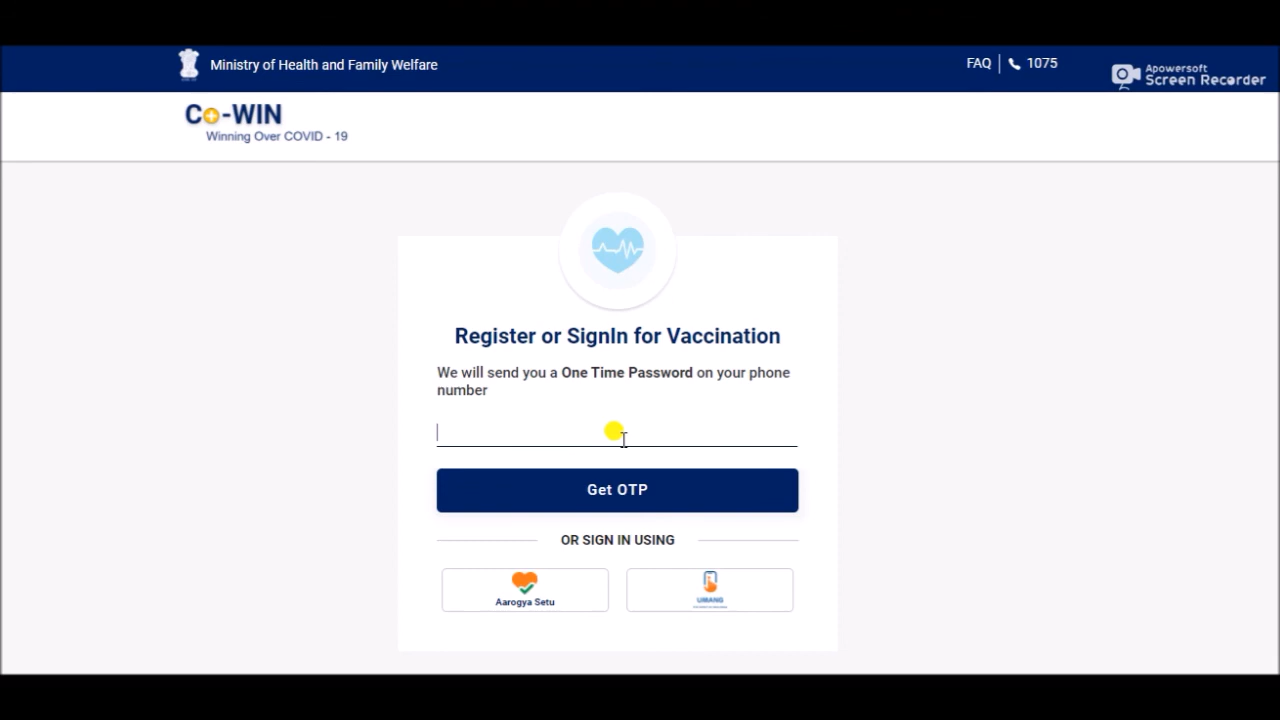 Ministry of Health and Family Welfare
FAQ
1075
Apowersoft
Screen Recorder
Co-WIN
Winning Over COVID - 19
Register or SignIn for Vaccination
We will send you a One Time Password on your phone
number
Get OTP
OR SIGN IN USING
Aarogya Setu
UMANG